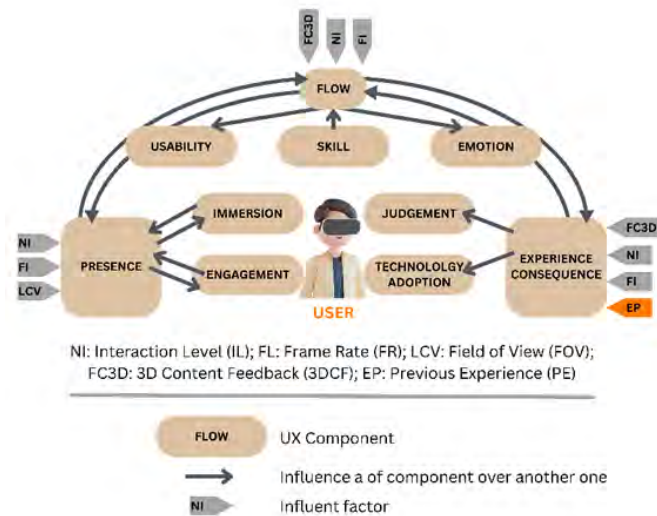 FC3D NI FI
FLOW
USABILITY SKILL EMOTION
IMMERSION JUDGEMENT
NI FC3D
FI PRESENCE EXPERIENCE CONSEQUENCE NI
ENGAGEMENT TECHNOLOLGY ADOPTION FI
LCV EP
USER
NI: Interaction Level (IL); FL: Frame Rate (FR); LCV: Field of View (FOV);
FC3D: 3D Content Feedback (3DCF); EP: Previous Experience (PE)
FLOW UX Component
Influence a of component over another one
NI Influent factor